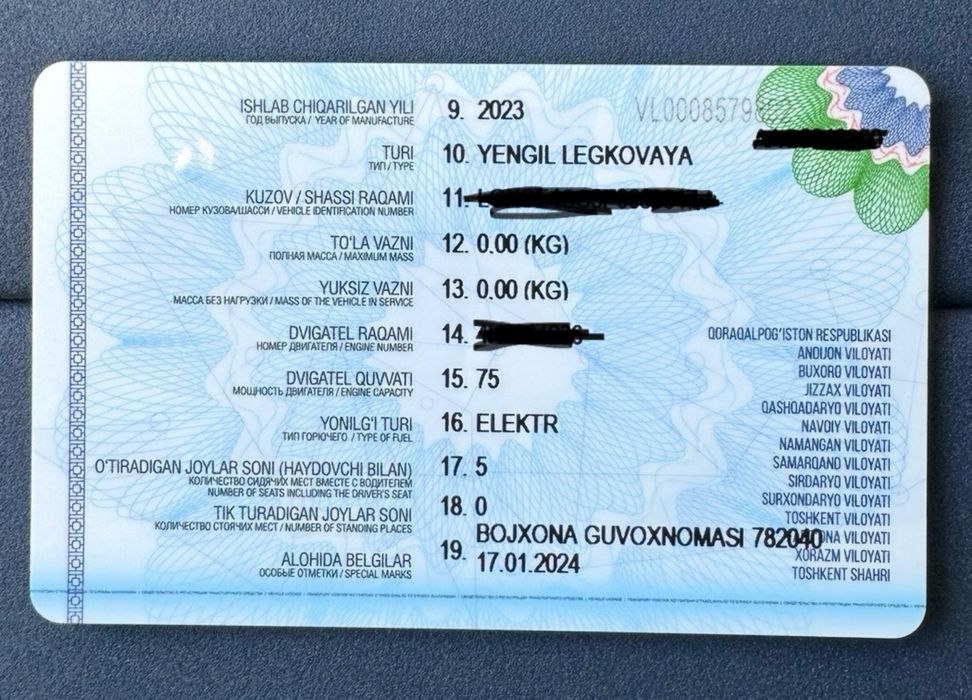 ISHLAB CHIQARILGAN YILI 9. 2023
ГОД ВЫПУСКА / YEAR OF MANUFACTURE
TURI 10. YENGIL LEGKOVAYA
ТИП / TYPE
KUZOV / SHASSI RAQAMI 11.
НОМЕР КУЗОВА/ШАССИ / VEHICLE IDENTIFICATION NUMBER
TO'LA VAZNI 12. 0.00 (KG)
ПОЛНАЯ МАССА / MAXIMUM MASS
YUKSIZ VAZNI 13. 0.00 (KG)
МАССА БЕЗ НАГРУЗКИ / MASS OF THE VEHICLE IN SERVICE
DVIGATEL RAQAMI 14.
НОМЕР ДВИГАТЕЛЯ / ENGINE NUMBER
DVIGATEL QUVVATI 15. 75
МОЩНОСТЬ ДВИГАТЕЛЯ / ENGINE CAPACITY
YONILG'I TURI 16. ELEKTR
ТИП ГОРЮЧЕГО / TYPE OF FUEL
O'TIRADIGAN JOYLAR SONI (HAYDOVCHI BILAN) 17. 5
КОЛИЧЕСТВО СИДЯЧИХ МЕСТ ВМЕСТЕ С ВОДИТЕЛЕМ
NUMBER OF SEATS INCLUDING THE DRIVER'S SEAT
TIK TURADIGAN JOYLAR SONI 18. 0
КОЛИЧЕСТВО СТОЯЧИХ МЕСТ / NUMBER OF STANDING PLACES
ALOHIDA BELGILAR 19. BOJXONA GUVOXNOMASI 782040
17.01.2024
ОСОБЫЕ ОТМЕТКИ / SPECIAL MARKS
QORAQALPOG'ISTON RESPUBLIKASI
ANDIJON VILOYATI
BUXORO VILOYATI
JIZZAX VILOYATI
QASHQADARYO VILOYATI
NAVOIY VILOYATI
NAMANGAN VILOYATI
SAMARQAND VILOYATI
SIRDARYO VILOYATI
SURXONDARYO VILOYATI
TOSHKENT VILOYATI
VILOYATI
XORAZM VILOYATI
TOSHKENT SHAHRI